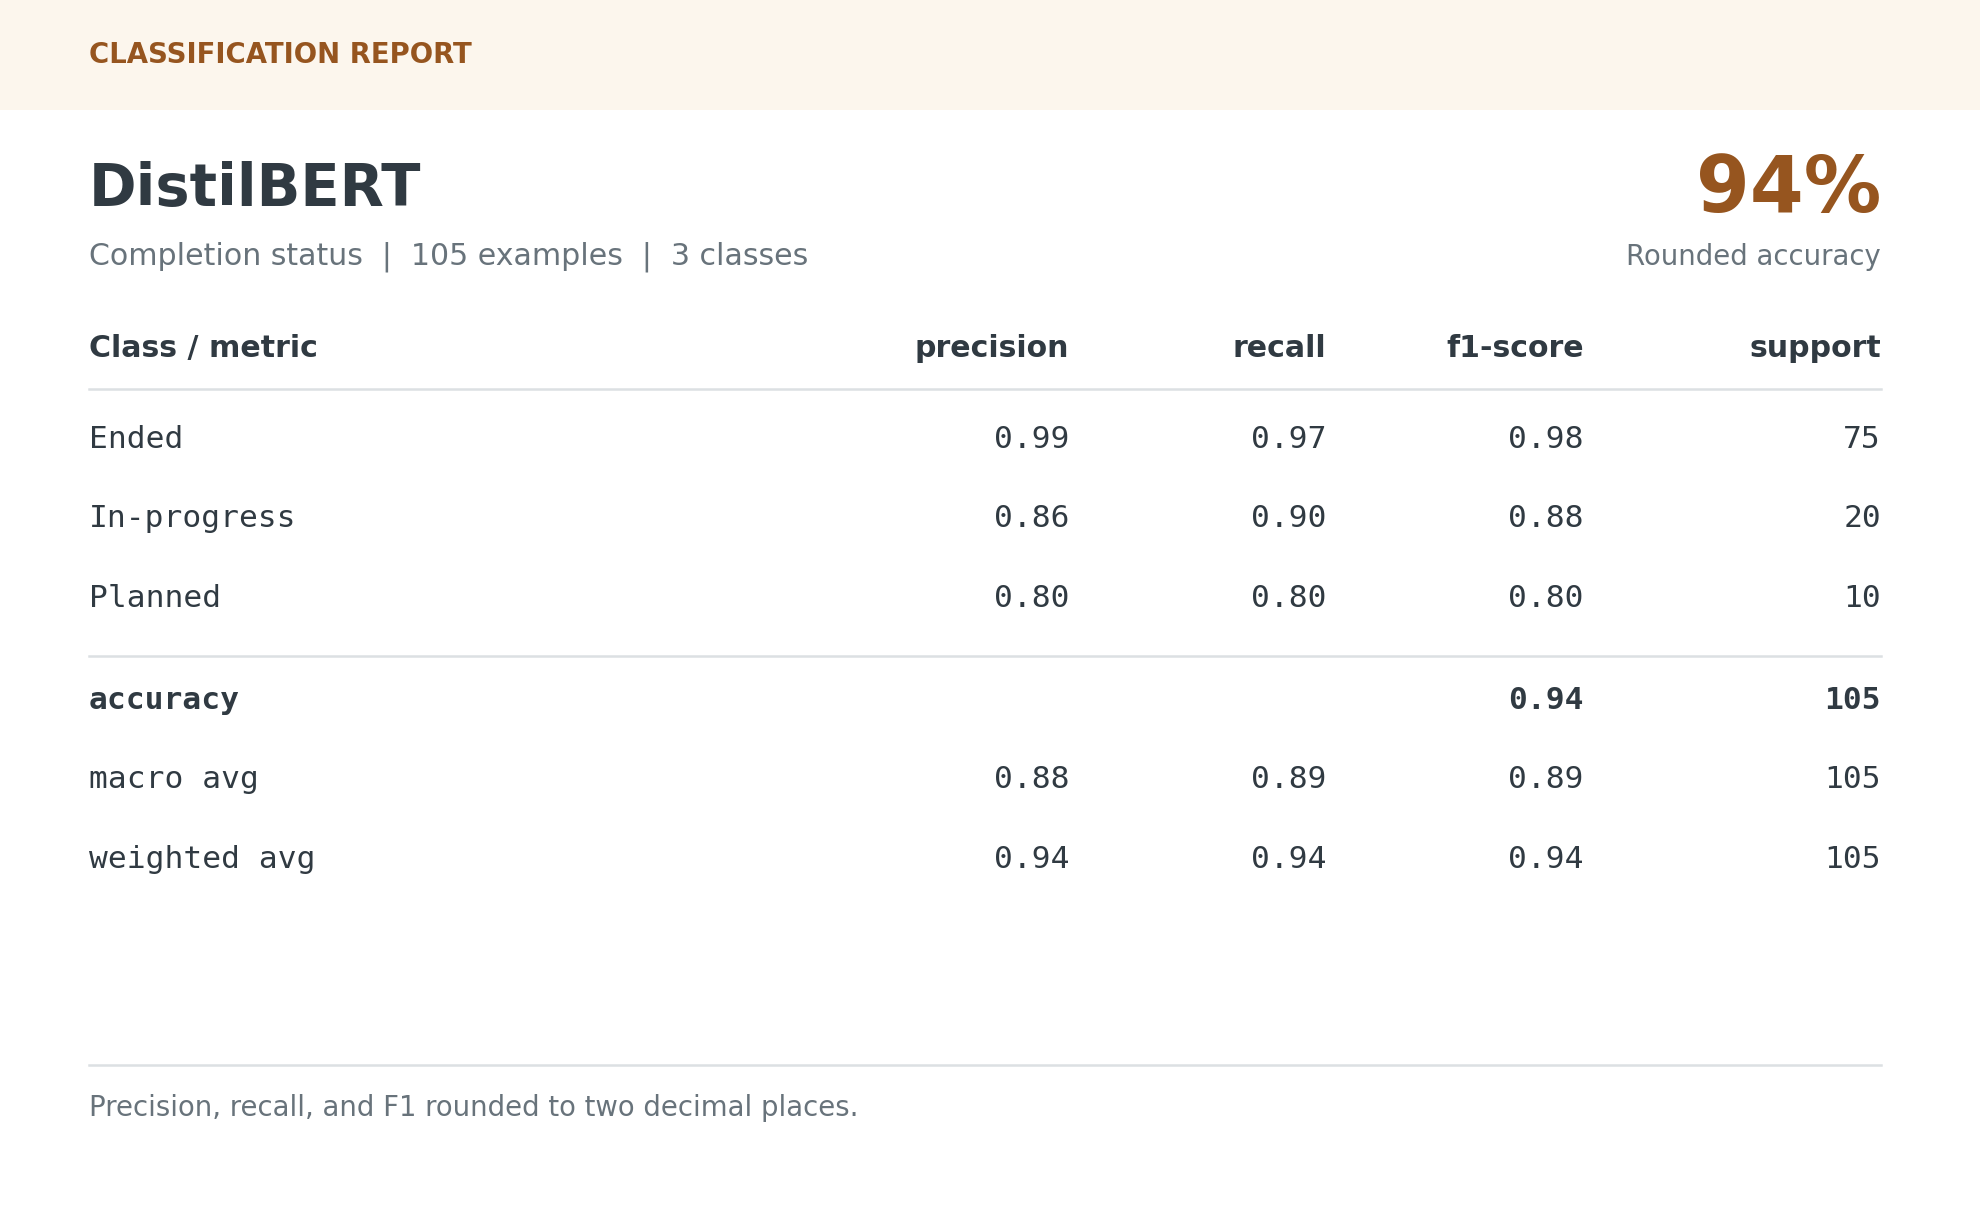 CLASSIFICATION REPORT
DistilBERT 94%
Completion status | 105 examples | 3 classes Rounded accuracy
Class / metric precision recall f1-score support
Ended 0.99 0.97 0.98 75
In-progress 0.86 0.90 0.88 20
Planned 0.80 0.80 0.80 10
accuracy 0.94 105
macro avg 0.88 0.89 0.89 105
weighted avg 0.94 0.94 0.94 105
Precision, recall, and F1 rounded to two decimal places.